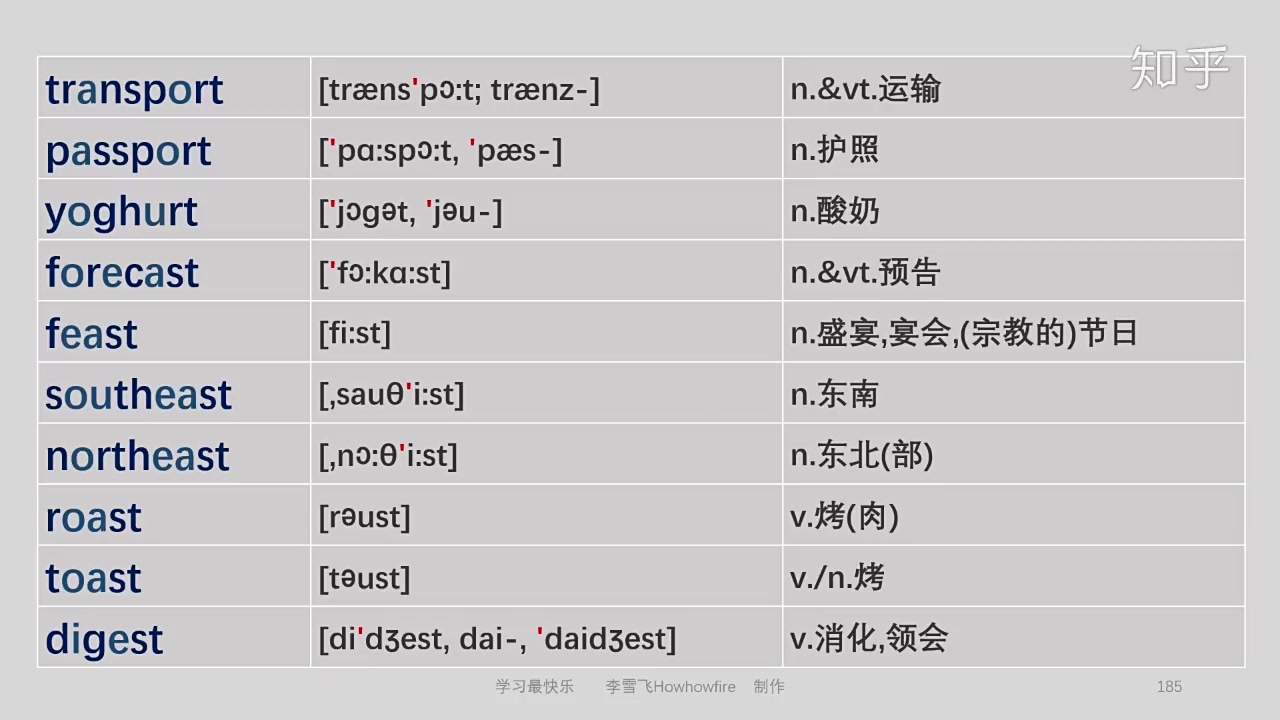 知乎
transport [træns'pɔ:t; trænz-] n.&vt.运输
passport ['pɑ:spɔ:t, 'pæs-] n.护照
yoghurt ['jɔgət, 'jəu-] n.酸奶
forecast ['fɔ:kɑ:st] n.&vt.预告
feast [fi:st] n.盛宴,宴会,(宗教的)节日
southeast [,sauθ'i:st] n.东南
northeast [,nɔ:θ'i:st] n.东北(部)
roast [rəust] v.烤(肉)
toast [təust] v./n.烤
digest [di'dʒest, dai-, 'daidʒest] v.消化,领会
学习最快乐 李雪飞Howhowfire 制作 185